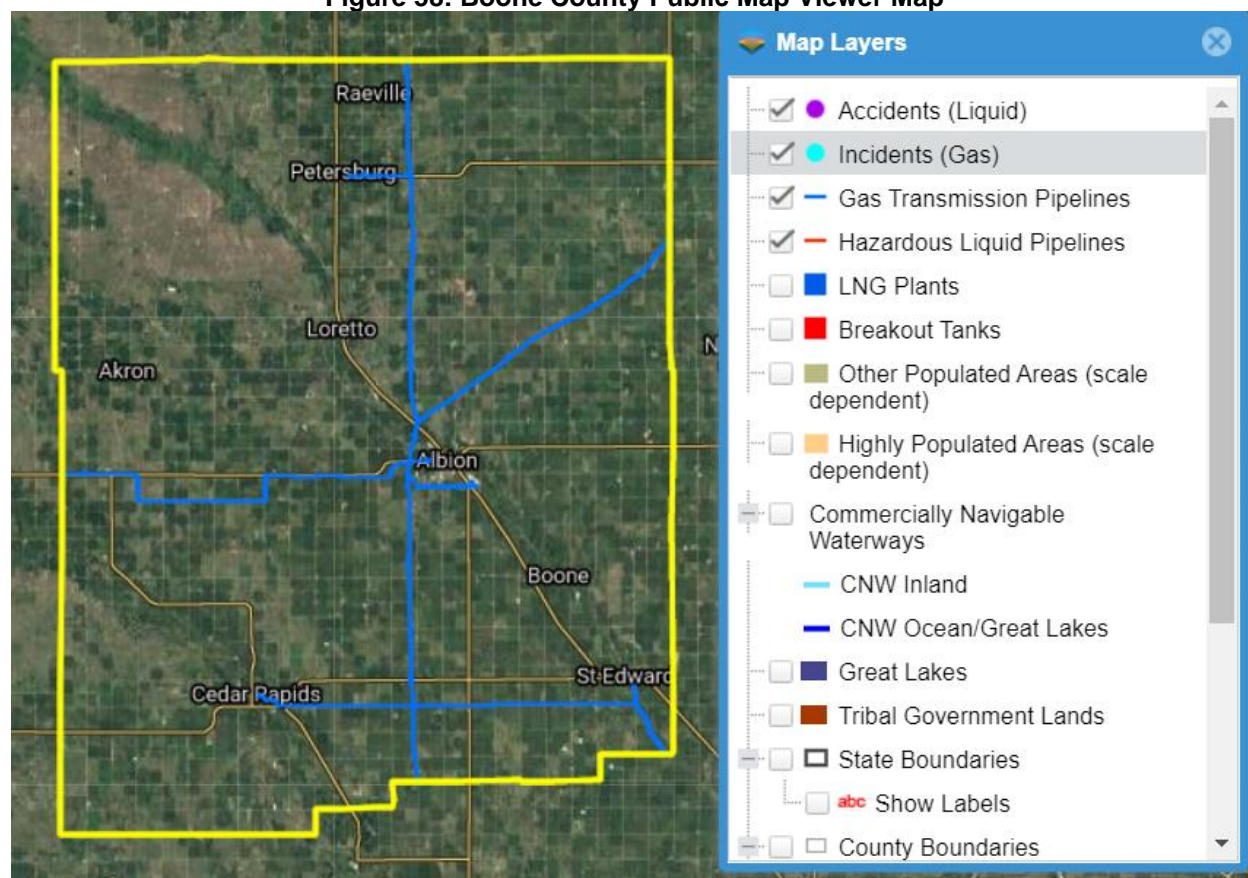 Figure 58: Boone County Public Map Viewer Map
Raeville
Petersburg
Loretto
Akron
Albion
Boone
St Edward
Cedar Rapids
N
Map Layers
Accidents (Liquid)
Incidents (Gas)
Gas Transmission Pipelines
Hazardous Liquid Pipelines
LNG Plants
Breakout Tanks
Other Populated Areas (scale
dependent)
Highly Populated Areas (scale
dependent)
Commercially Navigable
Waterways
CNW Inland
CNW Ocean/Great Lakes
Great Lakes
Tribal Government Lands
State Boundaries
abc Show Labels
County Boundaries